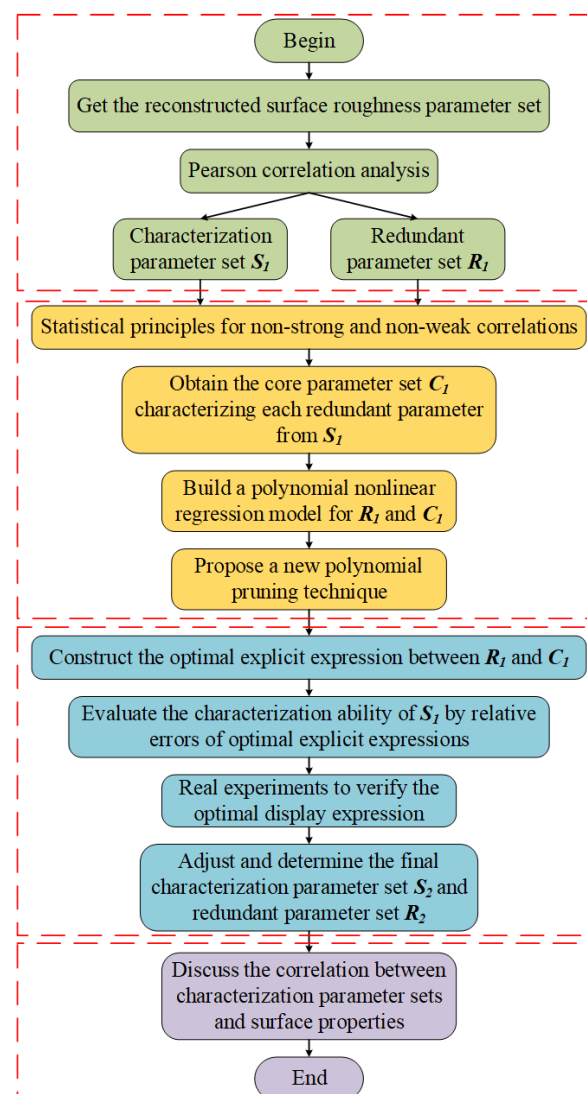 Begin
Get the reconstructed surface roughness parameter set
Pearson correlation analysis
Characterization
parameter set S₁
Redundant
parameter set R₁
Statistical principles for non-strong and non-weak correlations
Obtain the core parameter set C₁
characterizing each redundant parameter
from S₁
Build a polynomial nonlinear
regression model for R₁ and C₁
Propose a new polynomial
pruning technique
Construct the optimal explicit expression between R₁ and C₁
Evaluate the characterization ability of S₁ by relative
errors of optimal explicit expressions
Real experiments to verify the
optimal display expression
Adjust and determine the final
characterization parameter set S₂ and
redundant parameter set R₂
Discuss the correlation between
characterization parameter sets
and surface properties
End